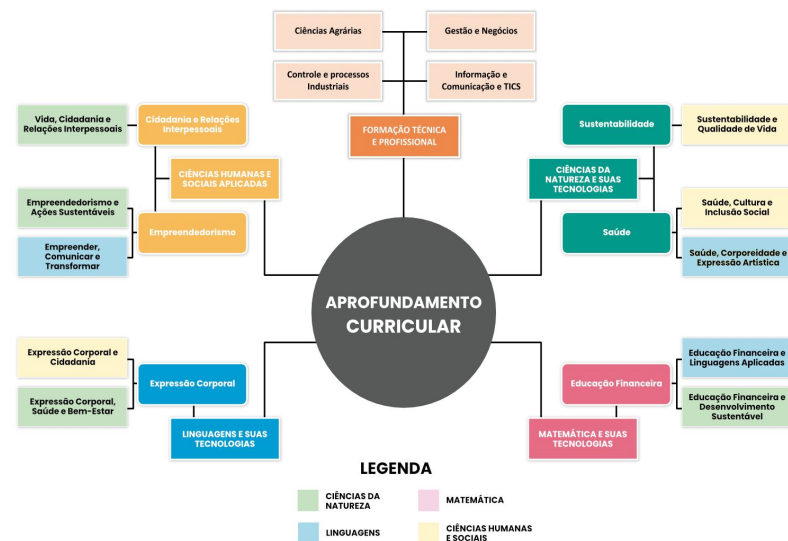 Ciências Agrárias
Gestão e Negócios
Controle e processos
Industriais
Informação e
Comunicação e TICS
FORMAÇÃO TÉCNICA
E PROFISSIONAL
Vida, Cidadania e
Relações Interpessoais
Cidadania e Relações
Interpessoais
CIÊNCIAS HUMANAS E
SOCIAIS APLICADAS
Empreendedorismo e
Ações Sustentáveis
Empreender,
Comunicar e
Transformar
Empreendedorismo
Sustentabilidade
Sustentabilidade e
Qualidade de Vida
CIÊNCIAS DA
NATUREZA E SUAS
TECNOLOGIAS
Saúde, Cultura e
Inclusão Social
Saúde
Saúde, Corporeidade e
Expressão Artística
APROFUNDAMENTO
CURRICULAR
Expressão Corporal e
Cidadania
Expressão Corporal
Expressão Corporal,
Saúde e Bem-Estar
LINGUAGENS E SUAS
TECNOLOGIAS
Educação Financeira e
Linguagens Aplicadas
Educação Financeira
Educação Financeira e
Desenvolvimento
Sustentável
MATEMÁTICA E SUAS
TECNOLOGIAS
LEGENDA
CIÊNCIAS DA
NATUREZA
MATEMÁTICA
LINGUAGENS
CIÊNCIAS HUMANAS
E SOCIAIS